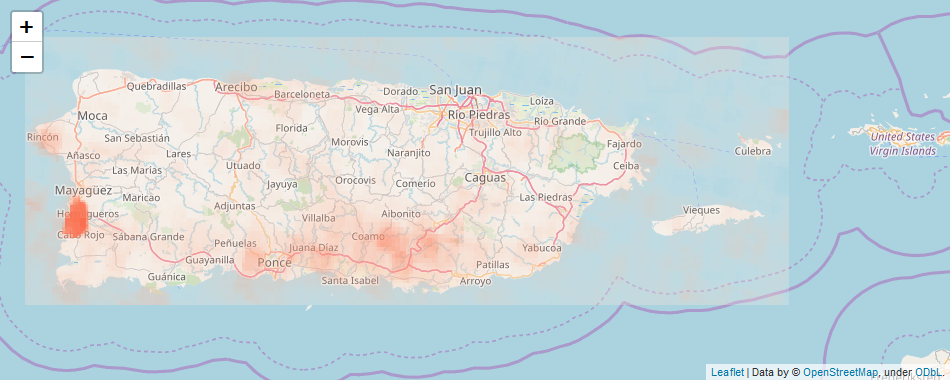 +
−
Quebradillas
Arecibo
Barceloneta
Dorado
San Juan
Loíza
Moca
Vega Alta
Río Piedras
Río Grande
Rincón
San Sebastián
Florida
Trujillo Alto
Fajardo
United States
Virgin Islands
Añasco
Lares
Morovis
Naranjito
Culebra
Las Marías
Utuado
Ceiba
Mayagüez
Maricao
Jayuya
Orocovis
Comerío
Caguas
Las Piedras
Adjuntas
Villalba
Aibonito
Vieques
Cabo Rojo
Sábana Grande
Peñuelas
Juana Díaz
Coamo
Yabucoa
Guayanilla
Ponce
Patillas
Guánica
Santa Isabel
Arroyo
Leaflet | Data by © OpenStreetMap, under ODbL.